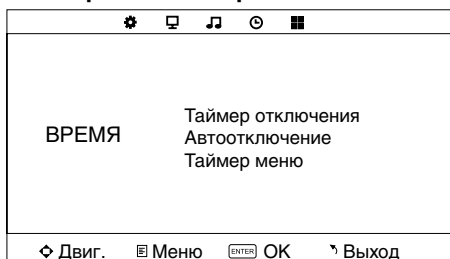 ВРЕМЯ
Таймер отключения
Автоотключение
Таймер меню
Двиг. Меню ENTER OK Выход